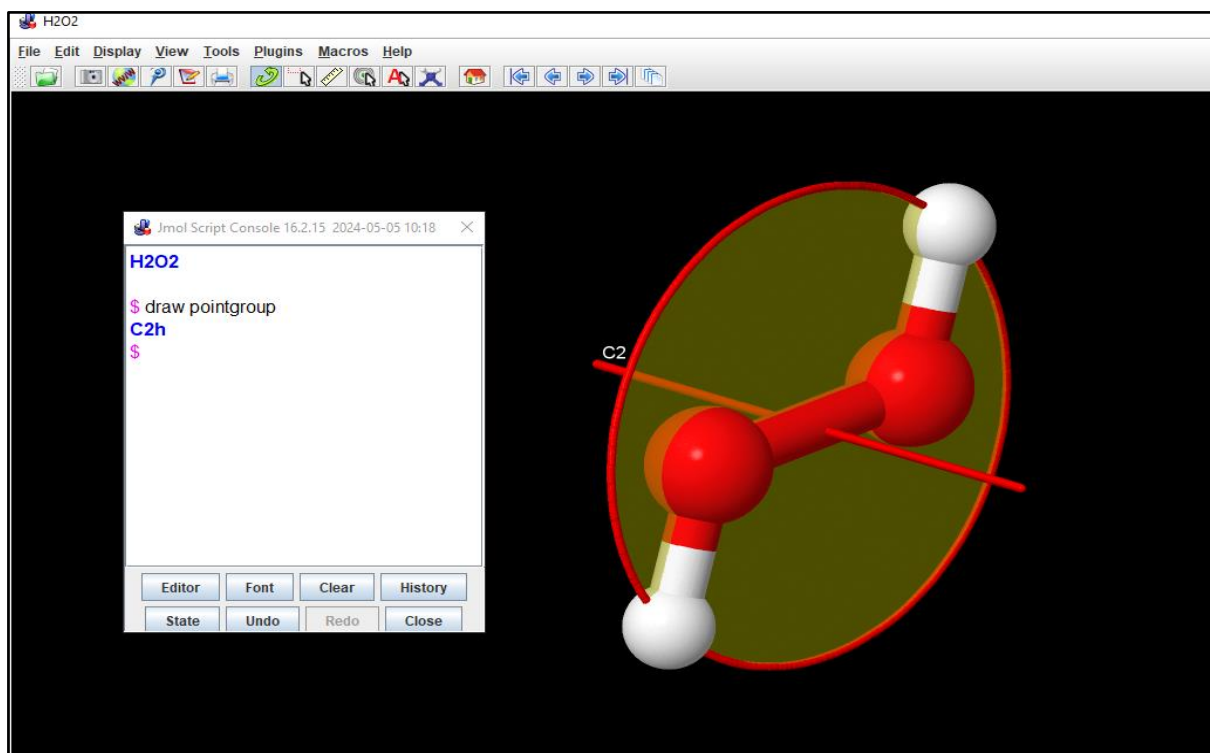 H2O2
File Edit Display View Tools Plugins Macros Help
Jmol Script Console 16.2.15 2024-05-05 10:18
H2O2
$ draw pointgroup
C2h
$
Editor Font Clear History
State Undo Redo Close
C2